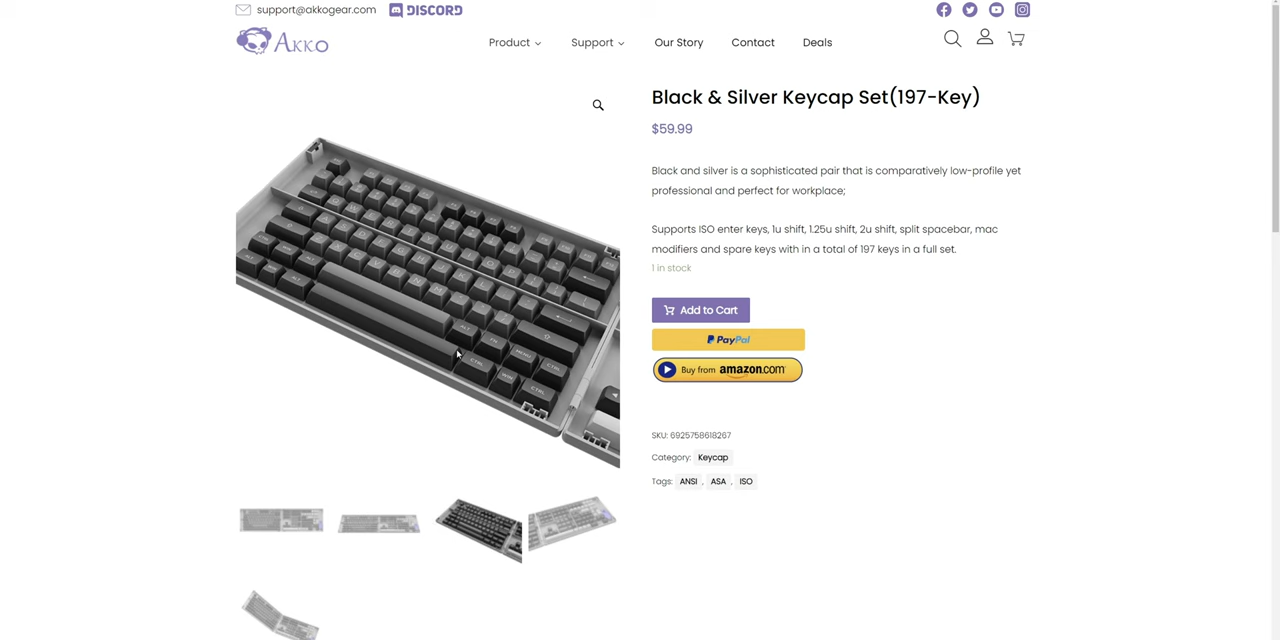 support@akkogear.com DISCORD
AKKO
Product Support Our Story Contact Deals
Black & Silver Keycap Set(197-Key)
$59.99
Black and silver is a sophisticated pair that is comparatively low-profile yet
professional and perfect for workplace;
Supports ISO enter keys, 1u shift, 1.25u shift, 2u shift, split spacebar, mac
modifiers and spare keys with in a total of 197 keys in a full set.
1 in stock
Add to Cart
PayPal
Buy from amazon.com
SKU: 6925758618267
Category: Keycap
Tags: ANSI , ASA , ISO